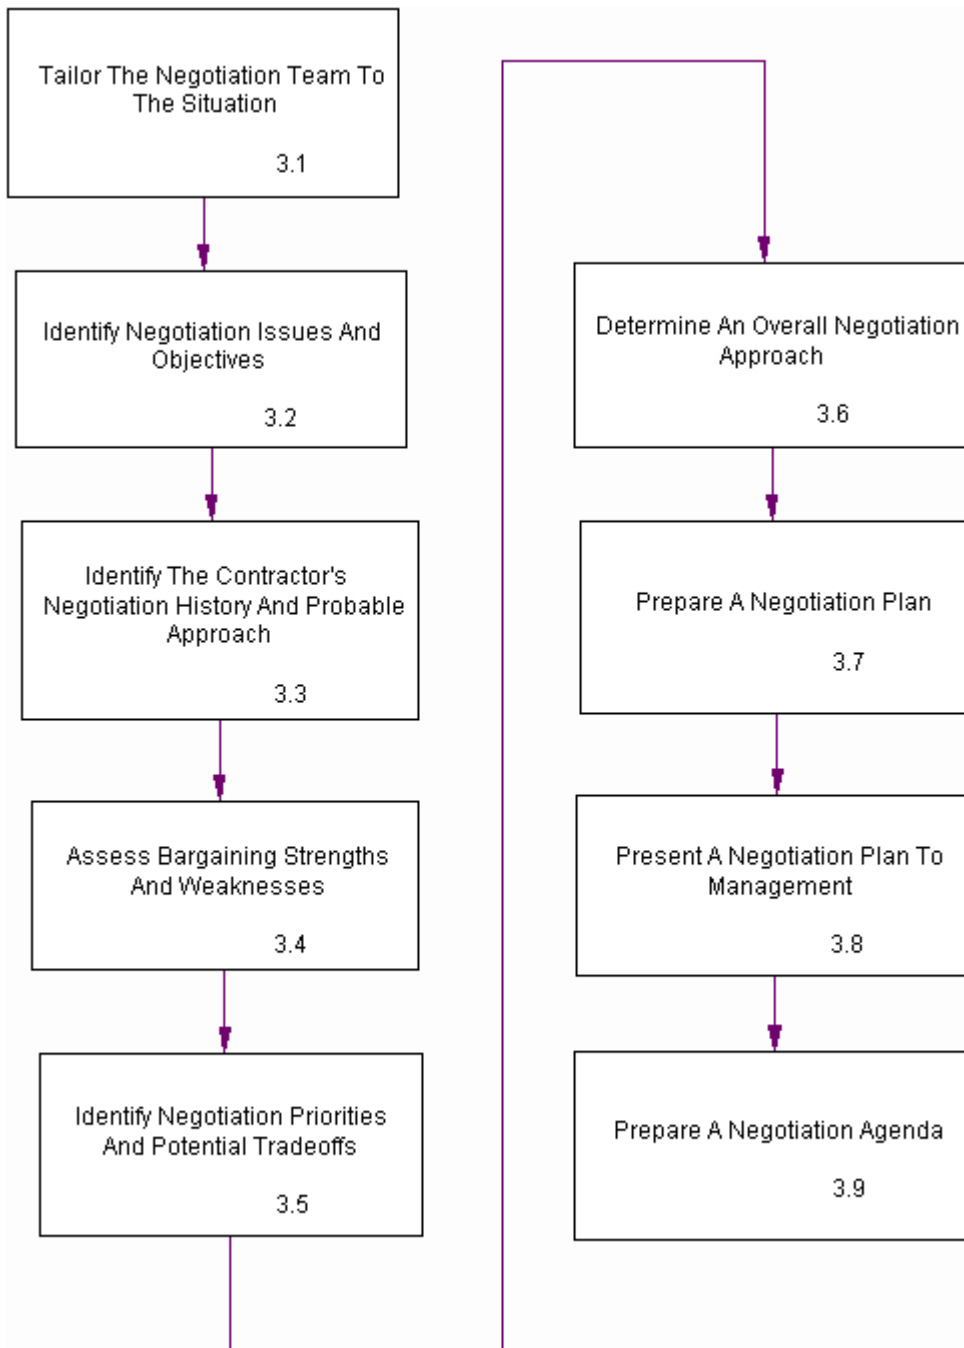 Tailor The Negotiation Team To
The Situation
3.1
Identify Negotiation Issues And
Objectives
3.2
Identify The Contractor's
Negotiation History And Probable
Approach
3.3
Assess Bargaining Strengths
And Weaknesses
3.4
Identify Negotiation Priorities
And Potential Tradeoffs
3.5
Determine An Overall Negotiation
Approach
3.6
Prepare A Negotiation Plan
3.7
Present A Negotiation Plan To
Management
3.8
Prepare A Negotiation Agenda
3.9